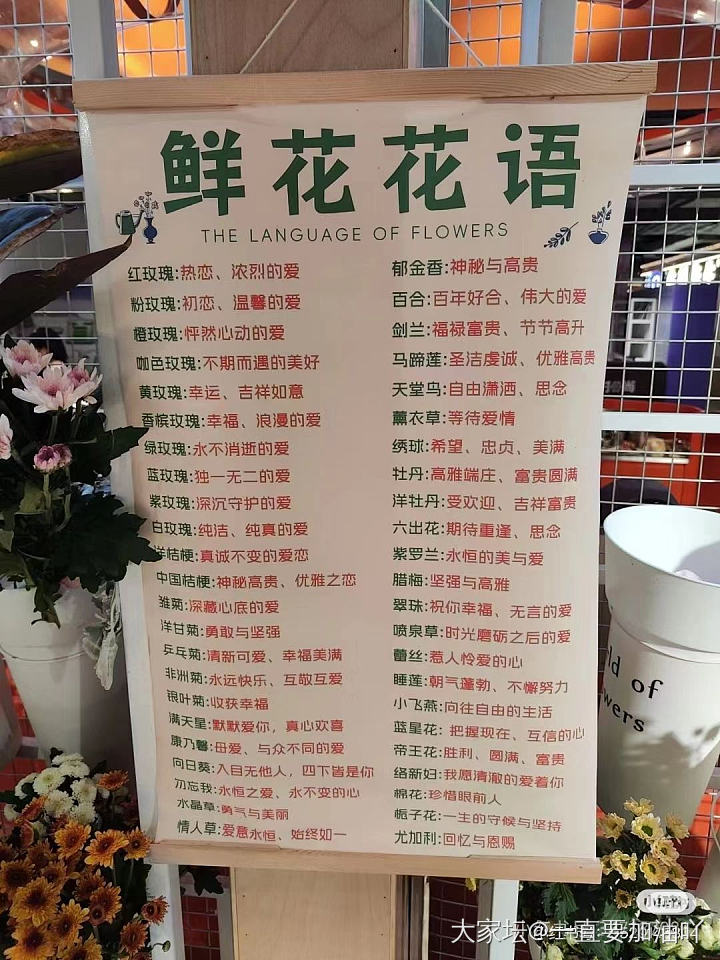 鲜花花语
THE LANGUAGE OF FLOWERS
红玫瑰:热恋、浓烈的爱
粉玫瑰:初恋、温馨的爱
橙玫瑰:怦然心动的爱
咖色玫瑰:不期而遇的美好
黄玫瑰:幸运、吉祥如意
香槟玫瑰:幸福、浪漫的爱
绿玫瑰:永不消逝的爱
蓝玫瑰:独一无二的爱
紫玫瑰:深沉守护的爱
白玫瑰:纯洁、纯真的爱
洋桔梗:真诚不变的爱恋
中国桔梗:神秘高贵、优雅之恋
雏菊:深藏心底的爱
洋甘菊:勇敢与坚强
乒乓菊:清新可爱、幸福美满
非洲菊:永远快乐、互敬互爱
银叶菊:收获幸福
满天星:默默爱你，真心欢喜
康乃馨:母爱、与众不同的爱
向日葵:入目无他人，四下皆是你
勿忘我:永恒之爱、永不变的心
水晶草:勇气与美丽
情人草:爱意永恒、始终如一
郁金香:神秘与高贵
百合:百年好合、伟大的爱
剑兰:福禄富贵、节节高升
马蹄莲:圣洁虔诚、优雅高贵
天堂鸟:自由潇洒、思念
薰衣草:等待爱情
绣球:希望、忠贞、美满
牡丹:高雅端庄、富贵圆满
洋牡丹:受欢迎、吉祥富贵
六出花:期待重逢、思念
紫罗兰:永恒的美与爱
腊梅:坚强与高雅
翠珠:祝你幸福、无言的爱
喷泉草:时光磨砺之后的爱
蕾丝:惹人怜爱的心
睡莲:朝气蓬勃、不懈努力
小飞燕:向往自由的生活
蓝星花: 把握现在、互信的心
帝王花:胜利、圆满、富贵
络新妇:我愿清澈的爱着你
棉花:珍惜眼前人
栀子花:一生的守候与坚持
尤加利:回忆与恩赐
ld of
wers
小红书
大家坛@一直要加油吖